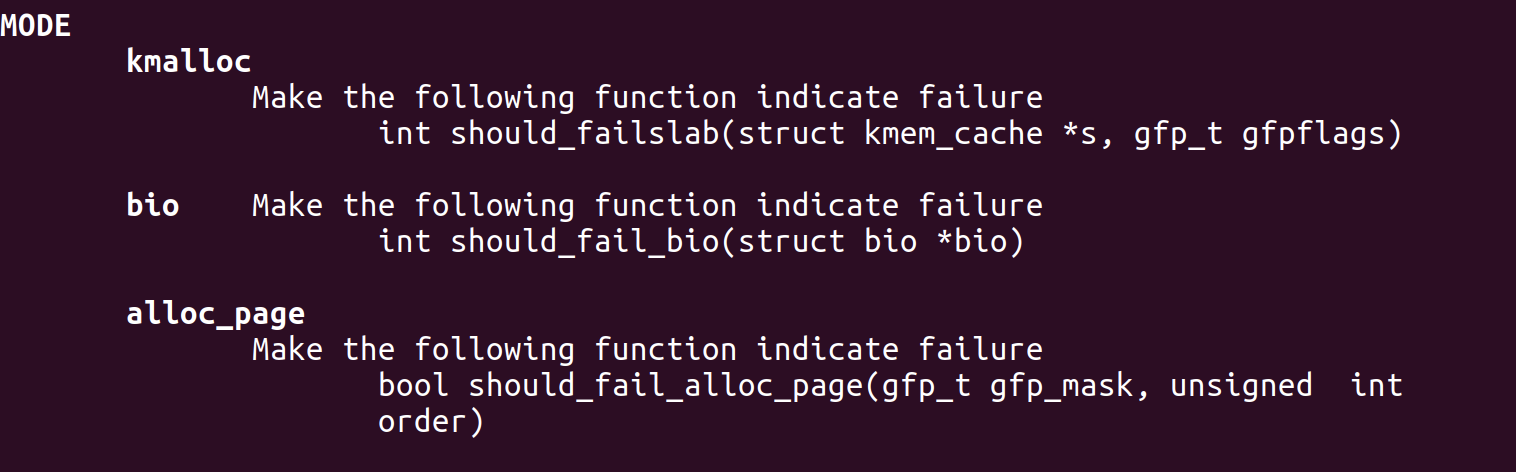 MODE
kmalloc
Make the following function indicate failure
int should_failslab(struct kmem_cache *s, gfp_t gfpflags)
bio Make the following function indicate failure
int should_fail_bio(struct bio *bio)
alloc_page
Make the following function indicate failure
bool should_fail_alloc_page(gfp_t gfp_mask, unsigned  int
order)